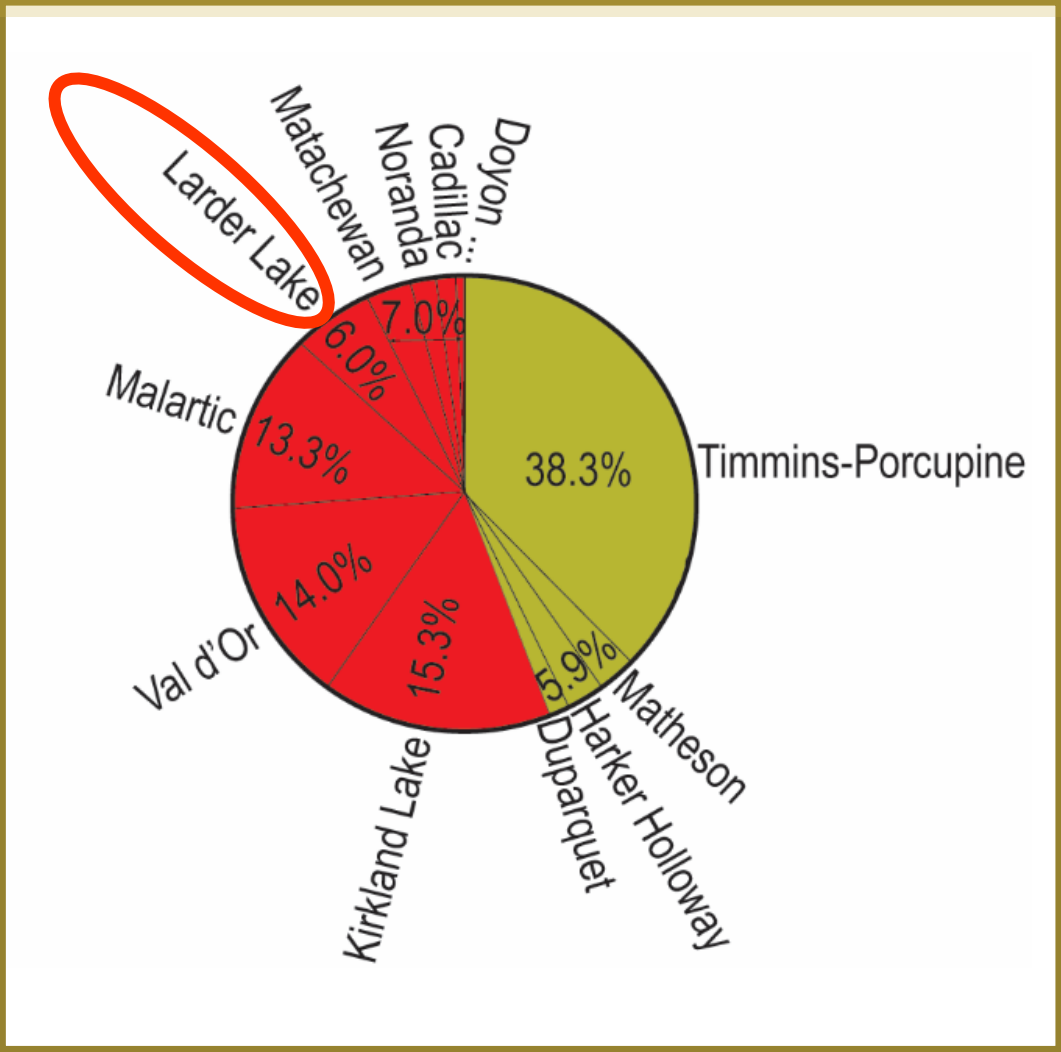 Larder Lake
Matachewan
Noranda
Cadillac
...
Doyon
7.0%
6.0%
Malartic
13.3%
38.3%
Timmins-Porcupine
14.0%
Val d'Or
15.3%
5.9%
Matheson
Harker Holloway
Duparquet
Kirkland Lake